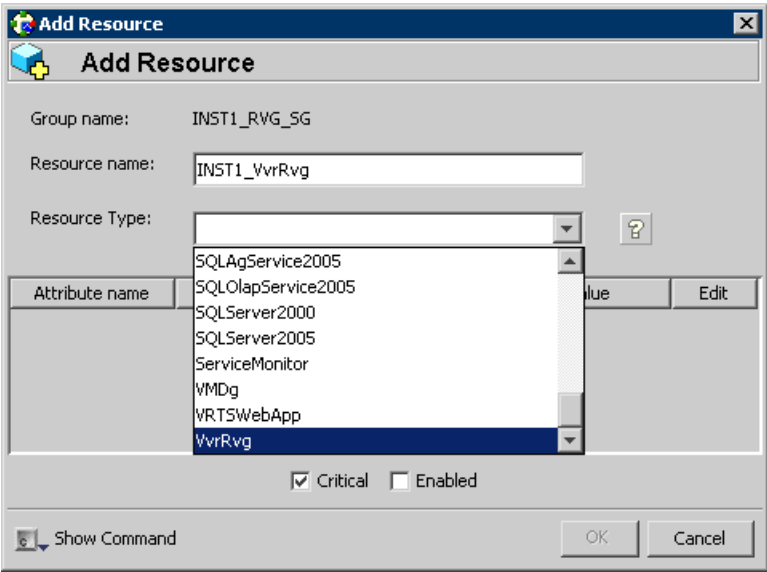 Add Resource
Add Resource
Group name: INST1_RVG_SG
Resource name: INST1_VvrRvg
Resource Type:
SQLAgService2005
SQLOlapService2005
SQLServer2000
SQLServer2005
ServiceMonitor
VMDg
VRTSWebApp
VvrRvg
Attribute name lue Edit
Critical Enabled
Show Command OK Cancel